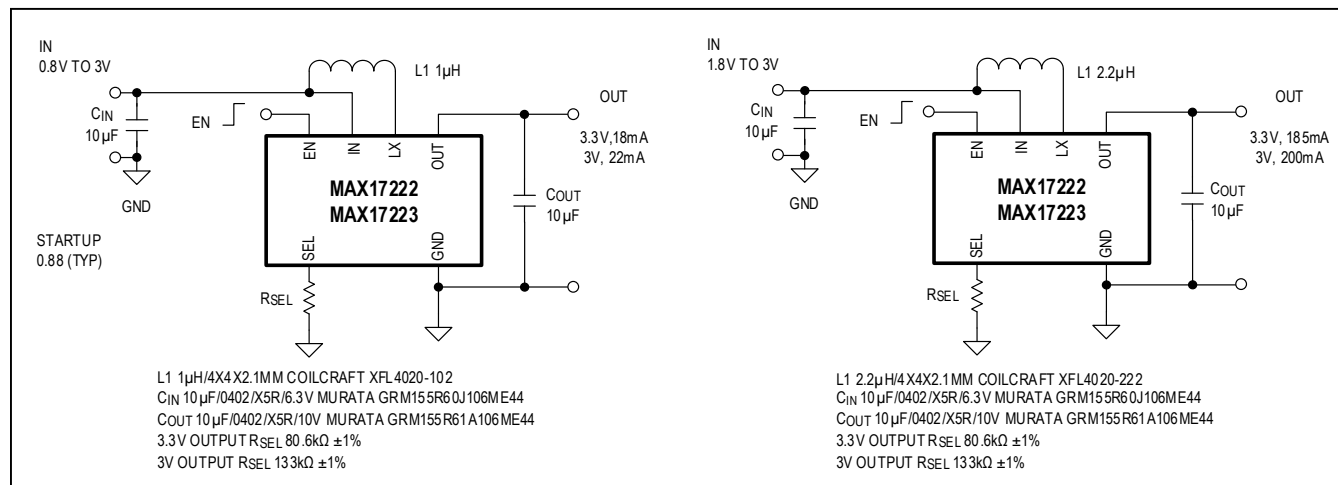 IN
0.8V TO 3V
L1 1µH
CIN
10µF
EN
OUT
3.3V,18mA
3V, 22mA
EN
IN
LX
OUT
MAX17222
MAX17223
COUT
10µF
GND
STARTUP
0.88 (TYP)
SEL
GND
RSEL
L1 1µH/4X4X2.1MM COILCRAFT XFL4020-102
CIN 10µF/0402/X5R/6.3V MURATA GRM155R60J106ME44
COUT 10µF/0402/X5R/10V MURATA GRM155R61A106ME44
3.3V OUTPUT RSEL 80.6kΩ ±1%
3V OUTPUT RSEL 133kΩ ±1%
IN
1.8V TO 3V
L1 2.2µH
CIN
10µF
EN
OUT
3.3V, 185mA
3V, 200mA
EN
IN
LX
OUT
MAX17222
MAX17223
COUT
10µF
GND
SEL
GND
RSEL
L1 2.2µH/4X4X2.1MM COILCRAFT XFL4020-222
CIN 10µF/0402/X5R/6.3V MURATA GRM155R60J106ME44
COUT 10µF/0402/X5R/10V MURATA GRM155R61A106ME44
3.3V OUTPUT RSEL 80.6kΩ ±1%
3V OUTPUT RSEL 133kΩ ±1%